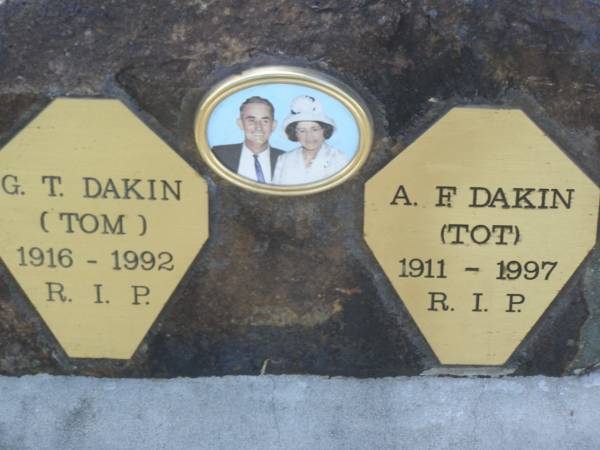 G. T. DAKIN
( TOM )
1916 - 1992
R. I. P.
A. F. DAKIN
(TOT)
1911 - 1997
R. I. P.